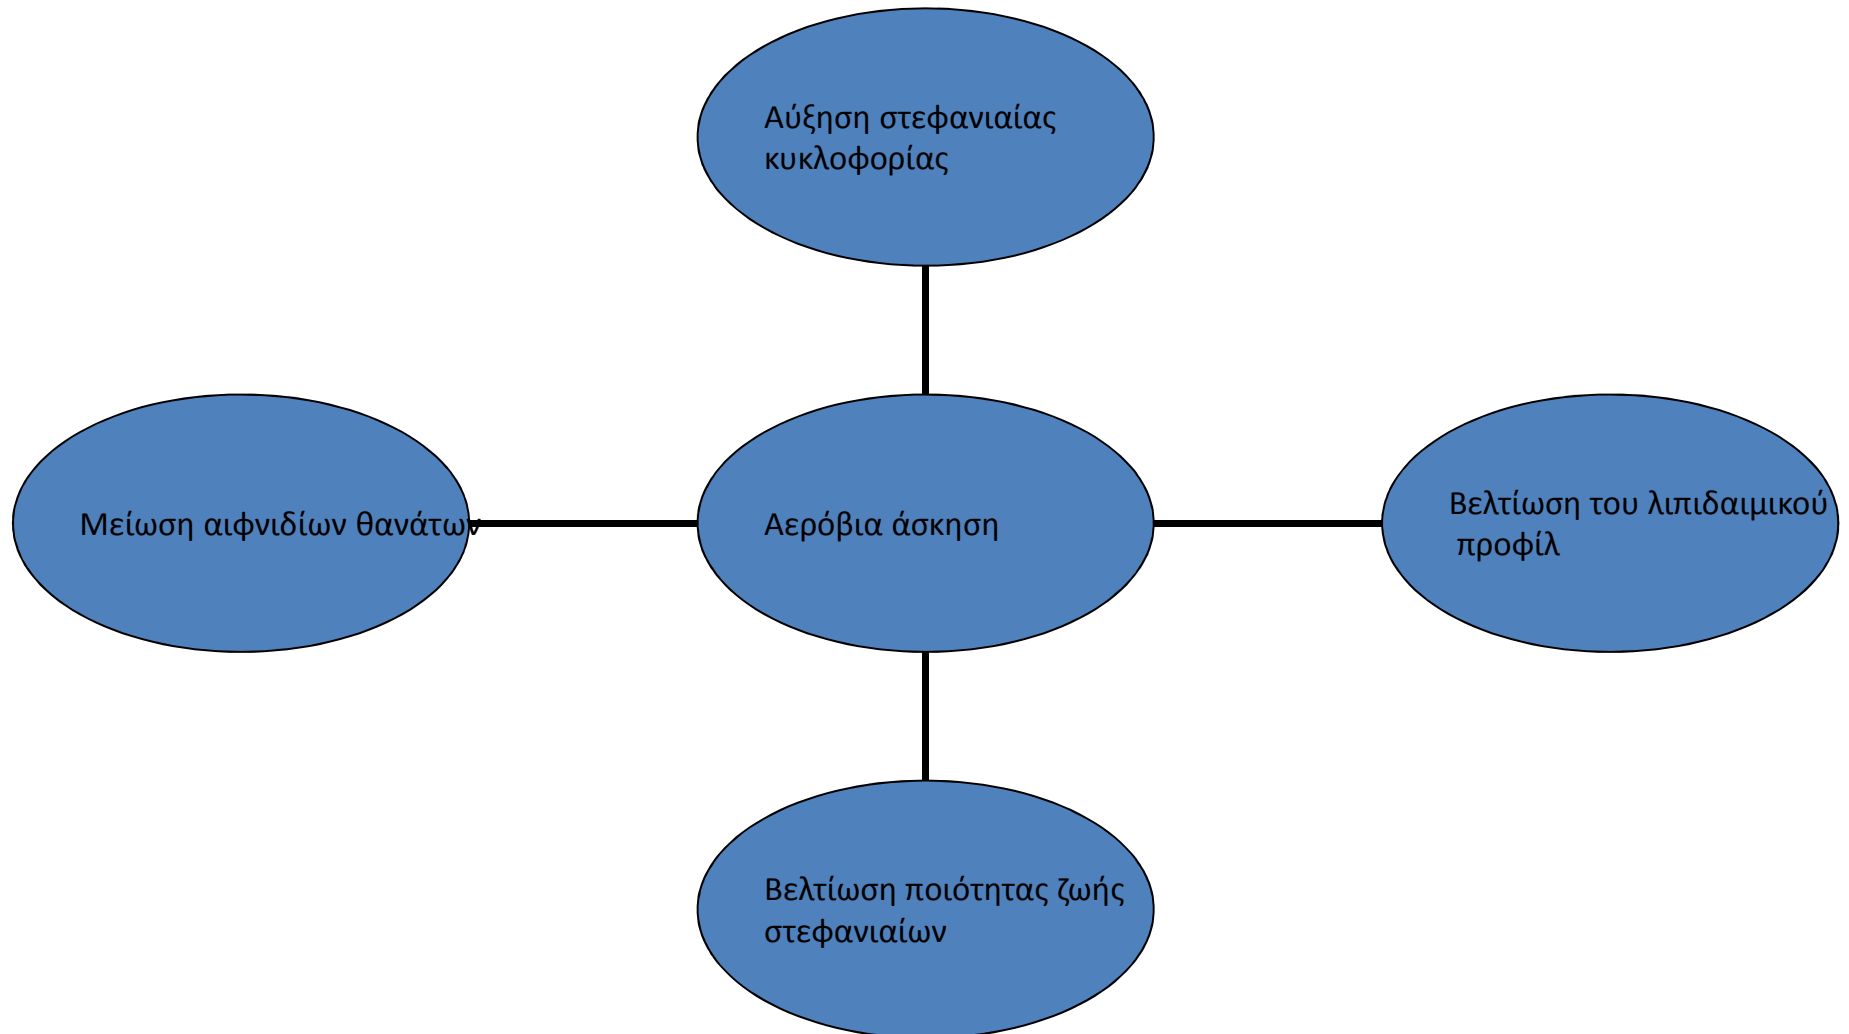 Αύξηση στεφανιαίας
κυκλοφορίας
Μείωση αιφνιδίων θανάτων
Αερόβια άσκηση
Βελτίωση του λιπιδαιμικού
προφίλ
Βελτίωση ποιότητας ζωής
στεφανιαίων